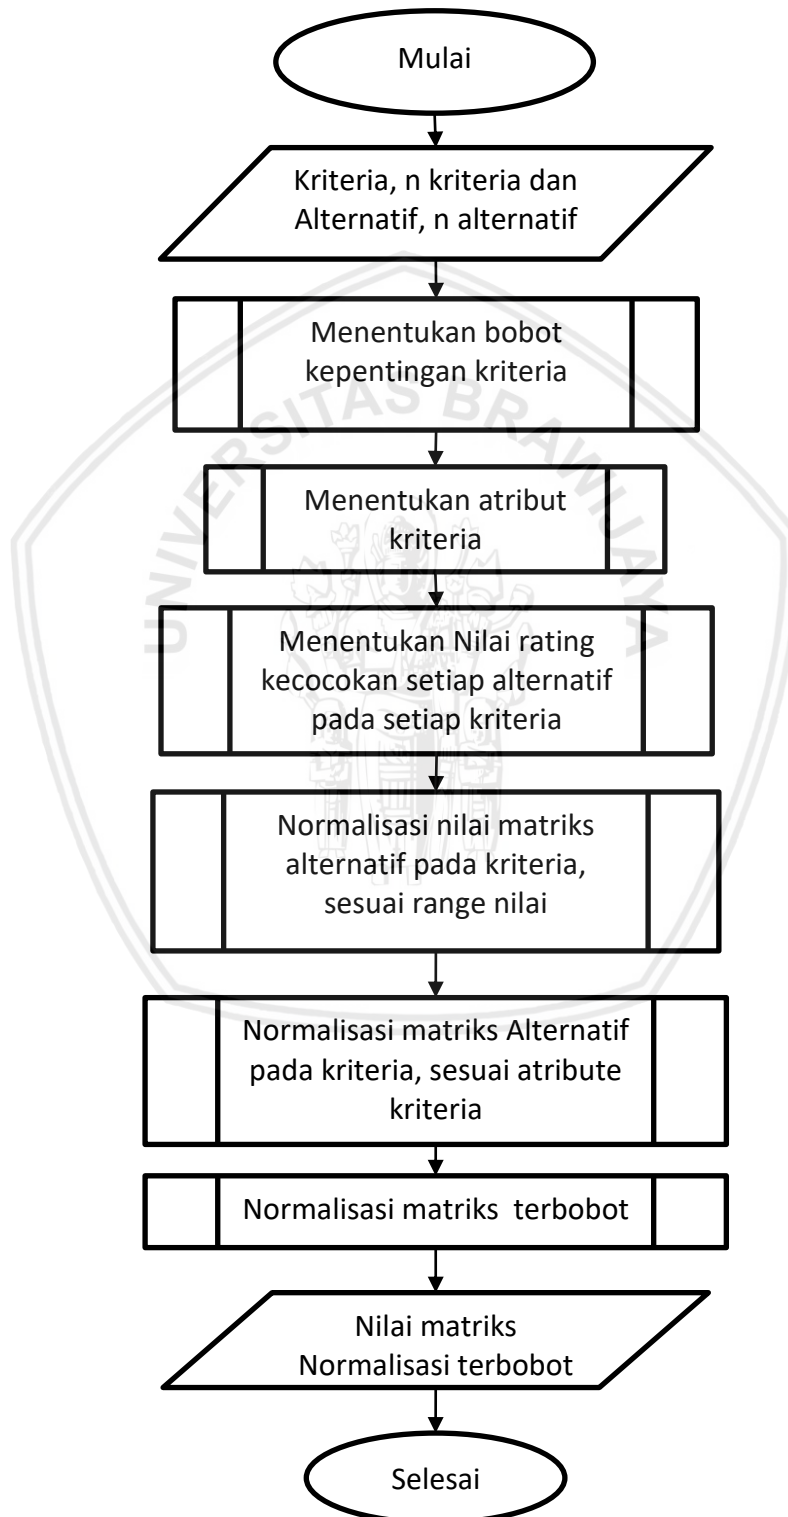 Mulai
Kriteria, n kriteria dan
Alternatif, n alternatif
Menentukan bobot
kepentingan kriteria
UNIVERSITAS BRAWIJAYA
Menentukan atribut
kriteria
Menentukan Nilai rating
kecocokan setiap alternatif
pada setiap kriteria
Normalisasi nilai matriks
alternatif pada kriteria,
sesuai range nilai
Normalisasi matriks Alternatif
pada kriteria, sesuai atribute
kriteria
Normalisasi matriks  terbobot
Nilai matriks
Normalisasi terbobot
Selesai